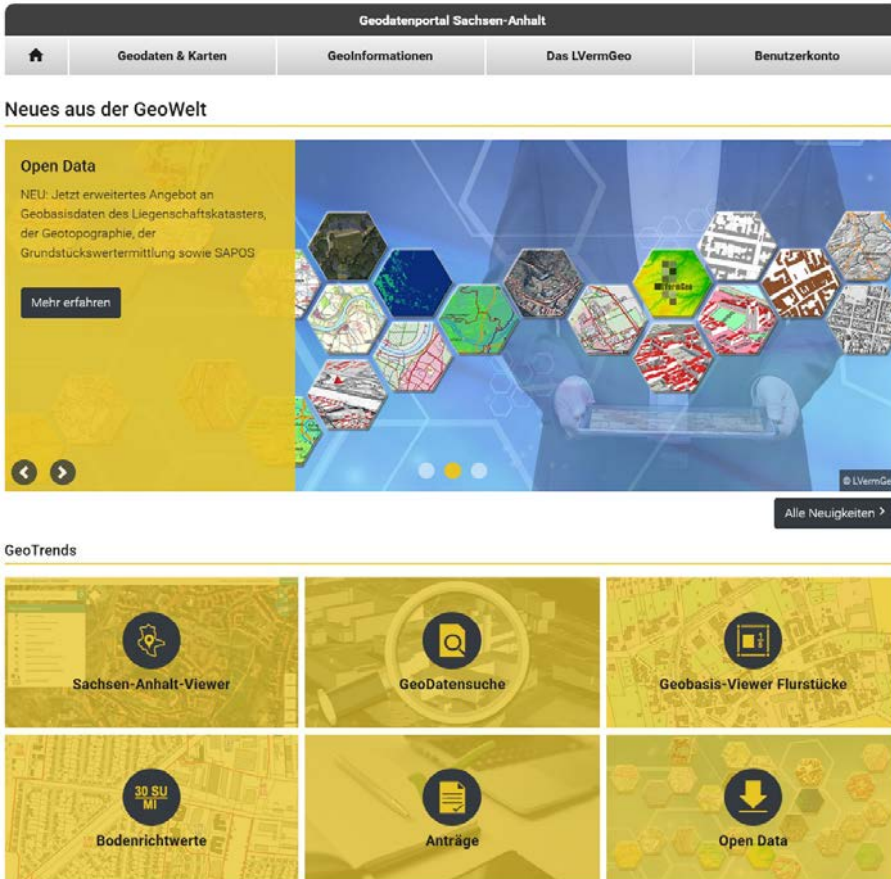 Geodatenportal Sachsen-Anhalt
Geodaten & Karten
GeoInformationen
Das LVermGeo
Benutzerkonto
Neues aus der GeoWelt
Open Data
NEU: Jetzt erweitertes Angebot an
Geobasisdaten des Liegenschaftskatasters,
der Geotopographie, der
Grundstückswertermittlung sowie SAPOS
Mehr erfahren
LVermGeo
© LVermGe
Alle Neuigkeiten >
GeoTrends
Sachsen-Anhalt-Viewer
GeoDatensuche
Geobasis-Viewer Flurstücke
30 SU
MI
Bodenrichtwerte
Anträge
Open Data